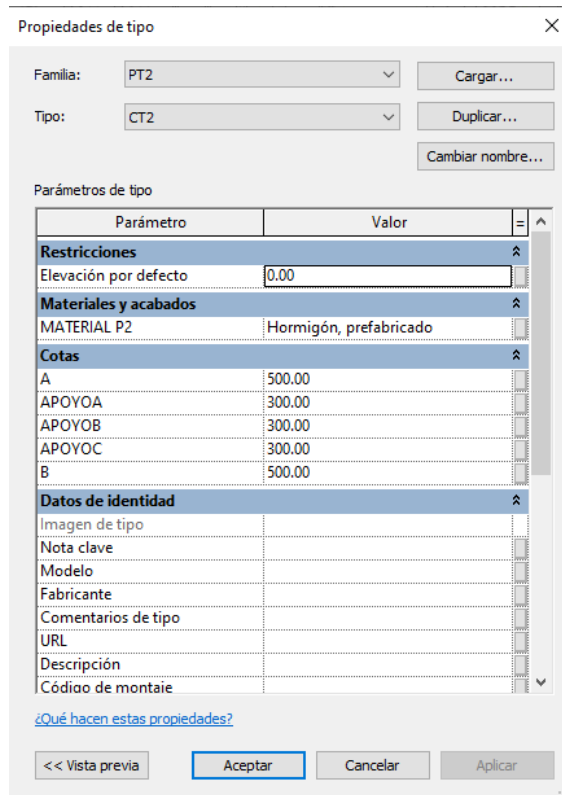 Propiedades de tipo
Familia: PT2 Cargar...
Tipo: CT2 Duplicar...
Cambiar nombre...
Parámetros de tipo
Parámetro Valor =
Restricciones
Elevación por defecto 0.00
Materiales y acabados
MATERIAL P2 Hormigón, prefabricado
Cotas
A 500.00
APOYOA 300.00
APOYOB 300.00
APOYOC 300.00
B 500.00
Datos de identidad
Imagen de tipo
Nota clave
Modelo
Fabricante
Comentarios de tipo
URL
Descripción
Código de montaje
¿Qué hacen estas propiedades?
<< Vista previa Aceptar Cancelar Aplicar